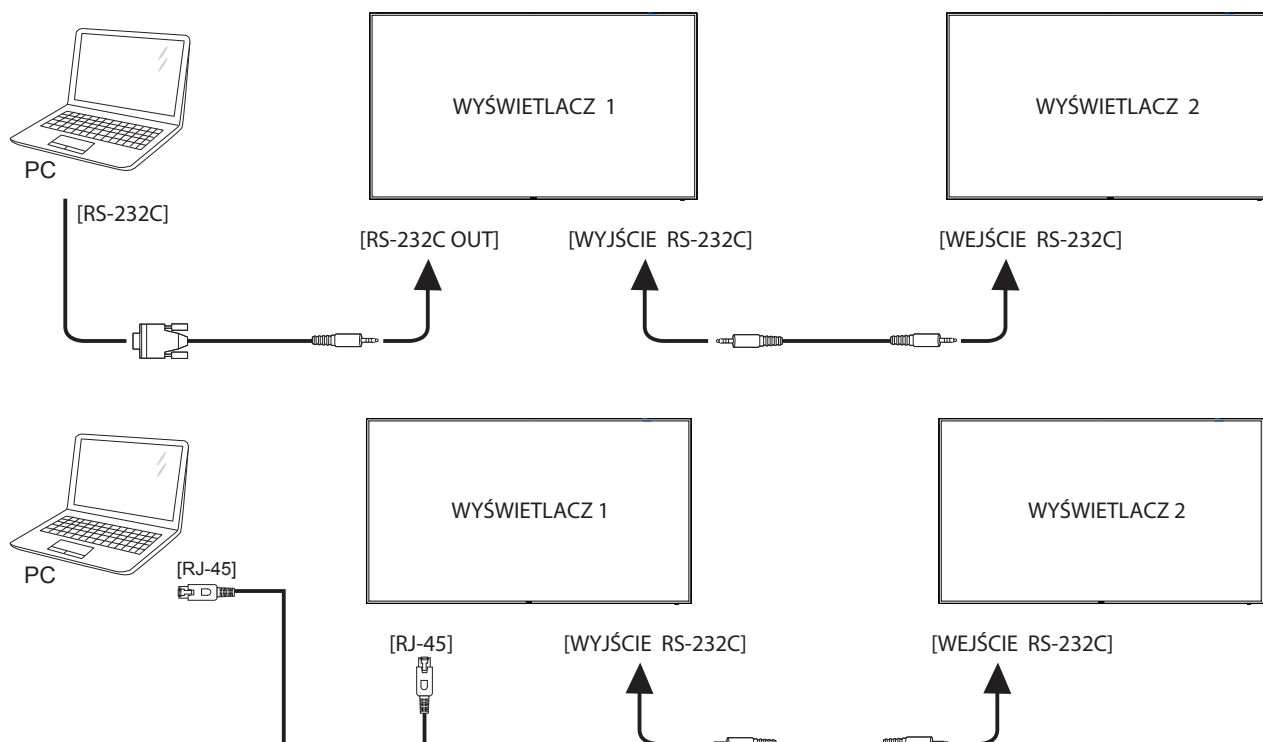 WYŚWIETLACZ 1
WYŚWIETLACZ 2
PC
[RS-232C]
[RS-232C OUT]
[WYJŚCIE RS-232C]
[WEJŚCIE RS-232C]
WYŚWIETLACZ 1
WYŚWIETLACZ 2
PC
[RJ-45]
[RJ-45]
[WYJŚCIE RS-232C]
[WEJŚCIE RS-232C]